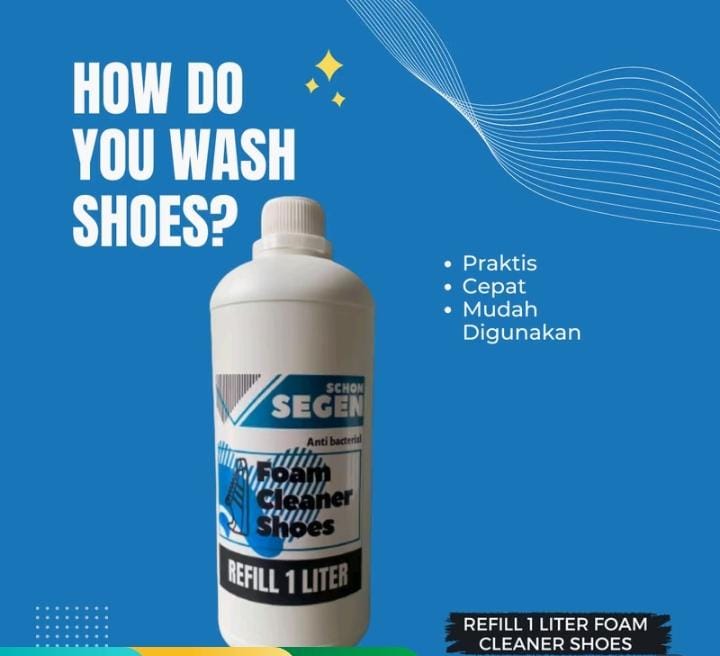 HOW DO
YOU WASH
SHOES?
• Praktis
• Cepat
• Mudah
Digunakan
SCHON
SEGEN
Anti bacterial
Foam
Cleaner
Shoes
REFILL 1 LITER
REFILL 1 LITER FOAM
CLEANER SHOES